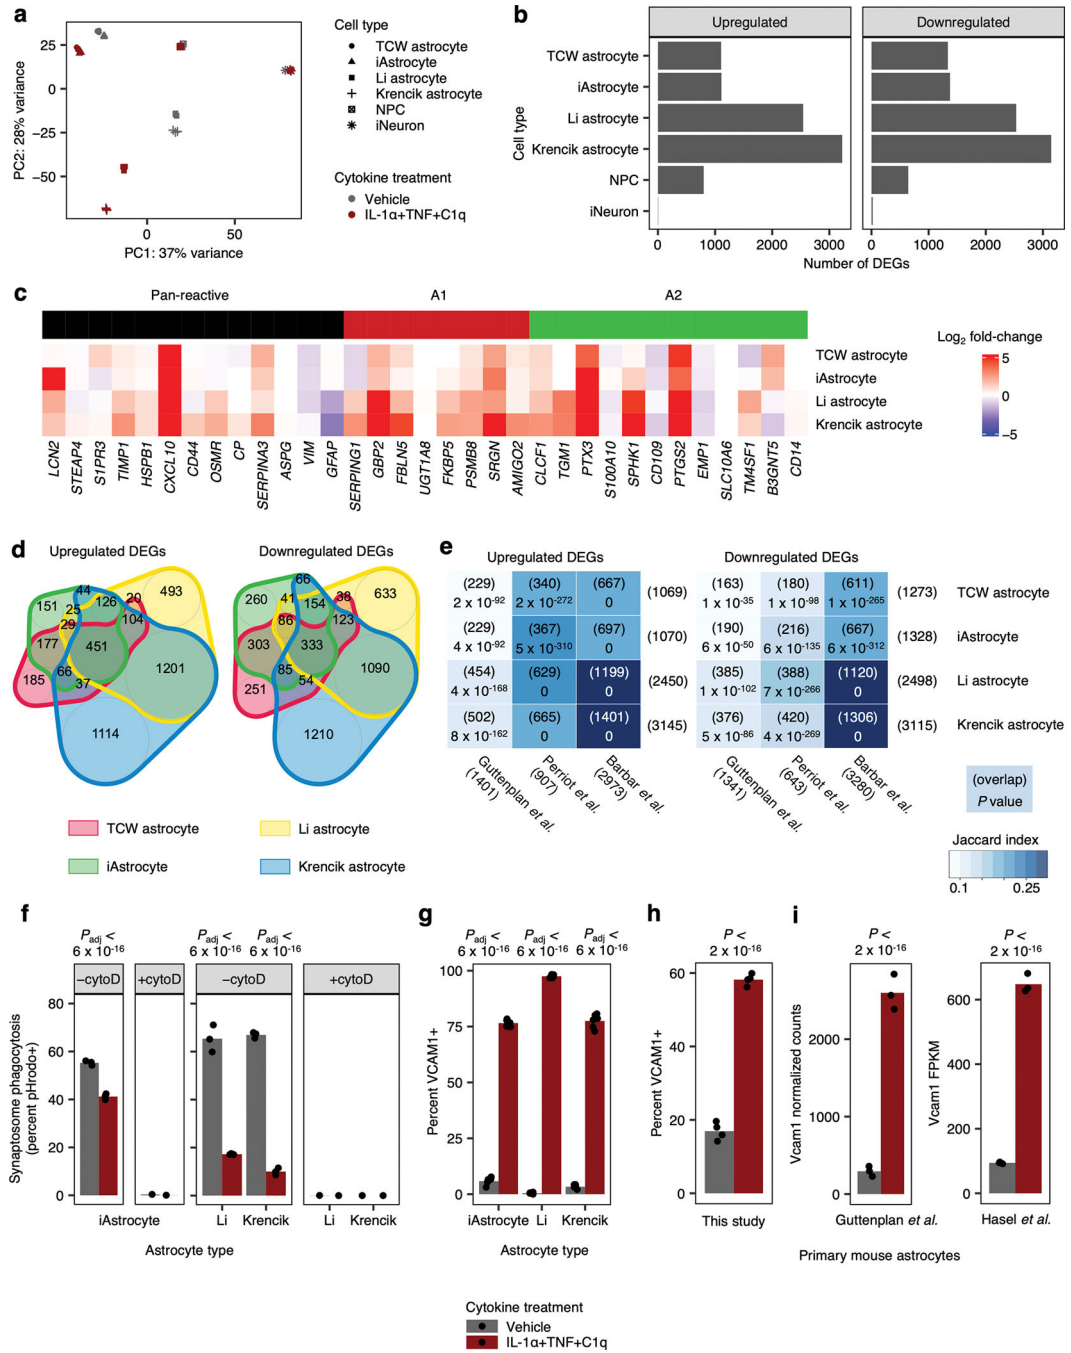 a
PC2: 28% variance
25
0
−25
−50
0
50
PC1: 37% variance
Cell type
TCW astrocyte
iAstrocyte
Li astrocyte
Krencik astrocyte
NPC
iNeuron
Cytokine treatment
Vehicle
IL-1α+TNF+C1q
b
Upregulated
Downregulated
Cell type
TCW astrocyte
iAstrocyte
Li astrocyte
Krencik astrocyte
NPC
iNeuron
0 1000 2000 3000
0 1000 2000 3000
Number of DEGs
c
Pan-reactive
A1
A2
TCW astrocyte
iAstrocyte
Li astrocyte
Krencik astrocyte
LCN2
STEAP4
S1PR3
TIMP1
HSPB1
CXCL10
CD44
OSMR
CP
SERPINA3
ASPG
VIM
GFAP
SERPING1
GBP2
FBLN5
UGT1A8
FKBP5
PSMB8
SRGN
AMIGO2
CLCF1
TGM1
PTX3
S100A10
SPHK1
CD109
PTGS2
EMP1
SLC10A6
TM4SF1
B3GNT5
CD14
Log2 fold-change
5
0
−5
d
Upregulated DEGs
151
44
25
126
20
493
29
104
177
451
185
66
37
1201
1114
Downregulated DEGs
260
66
41
154
38
633
86
123
303
333
251
85
54
1090
1210
TCW astrocyte
iAstrocyte
Li astrocyte
Krencik astrocyte
e
Upregulated DEGs
Downregulated DEGs
(229) (340) (667) (1069) (163) (180) (611) (1273) TCW astrocyte
2 x 10-92 2 x 10-272 0 1 x 10-35 1 x 10-98 1 x 10-265
(229) (367) (697) (1070) (190) (216) (667) (1328) iAstrocyte
4 x 10-92 5 x 10-310 0 6 x 10-50 6 x 10-135 6 x 10-312
(454) (629) (1199) (2450) (385) (388) (1120) (2498) Li astrocyte
4 x 10-168 0 0 1 x 10-102 7 x 10-266 0
(502) (665) (1401) (3145) (376) (420) (1306) (3115) Krencik astrocyte
8 x 10-162 0 0 5 x 10-86 4 x 10-269 0
Guttenplan et al.
(1401)
Perriot et al.
(907)
Barbar et al.
(2973)
Guttenplan et al.
(1341)
Perriot et al.
(643)
Barbar et al.
(3280)
(overlap)
P value
Jaccard index
0.1 0.25
f
Padj <
6 x 10-16
Padj <
6 x 10-16
Padj <
6 x 10-16
−cytoD
+cytoD
−cytoD
+cytoD
Synaptosome phagocytosis
(percent pHrodo+)
80
60
40
20
0
iAstrocyte
Li
Krencik
Li
Krencik
Astrocyte type
g
Padj <
6 x 10-16
Padj <
6 x 10-16
Padj <
6 x 10-16
Percent VCAM1+
100
75
50
25
0
iAstrocyte
Li
Krencik
Astrocyte type
h
P <
2 x 10-16
Percent VCAM1+
60
40
20
0
This study
i
P <
2 x 10-16
Vcam1 normalized counts
2000
1000
0
Guttenplan et al.
P <
2 x 10-16
Vcam1 FPKM
600
400
200
0
Hasel et al.
Primary mouse astrocytes
Cytokine treatment
Vehicle
IL-1α+TNF+C1q